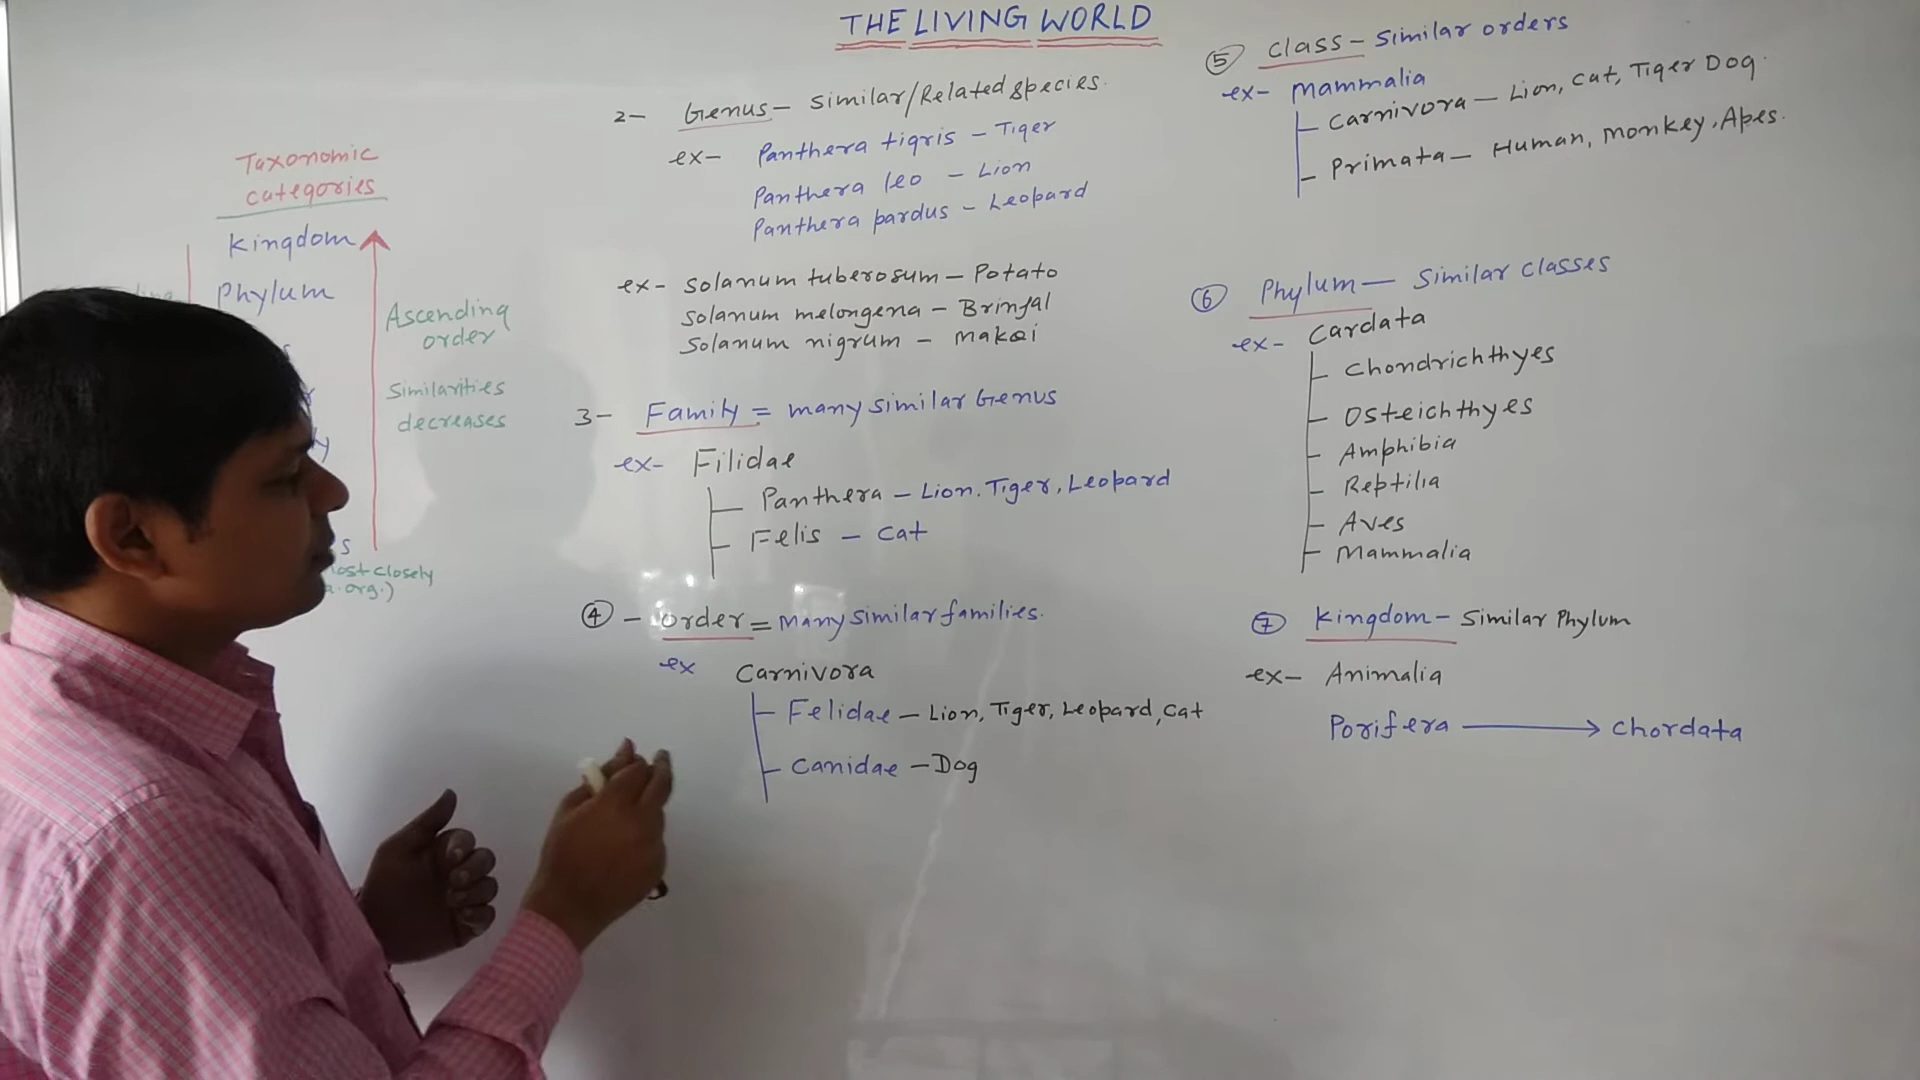 THE LIVING WORLD
Taxonomic
categories
Kingdom
Phylum
Ascending
order
Similarities
decreases
closely
org.)
2- Genus - Similar/Related species.
ex- Panthera tigris - Tiger
Panthera leo - Lion
Panthera pardus - Leopard
ex- Solanum tuberosum - Potato
Solanum melongena - Brinjal
Solanum nigrum - Makoi
3- Family = many similar Genus
ex- Filidae
Panthera - Lion. Tiger, Leopard
Felis - Cat
④ - order = Many similar families.
ex Carnivora
Felidae - Lion, Tiger, Leopard, Cat
Canidae - Dog
⑤ Class - Similar orders
ex- Mammalia
Carnivora - Lion, Cat, Tiger Dog.
Primata - Human, Monkey, Apes.
⑥ Phylum - Similar Classes
ex- Cardata
Chondrichthyes
Osteichthyes
Amphibia
Reptilia
Aves
Mammalia
⑦ Kingdom - Similar Phylum
ex- Animalia
Porifera → Chordata